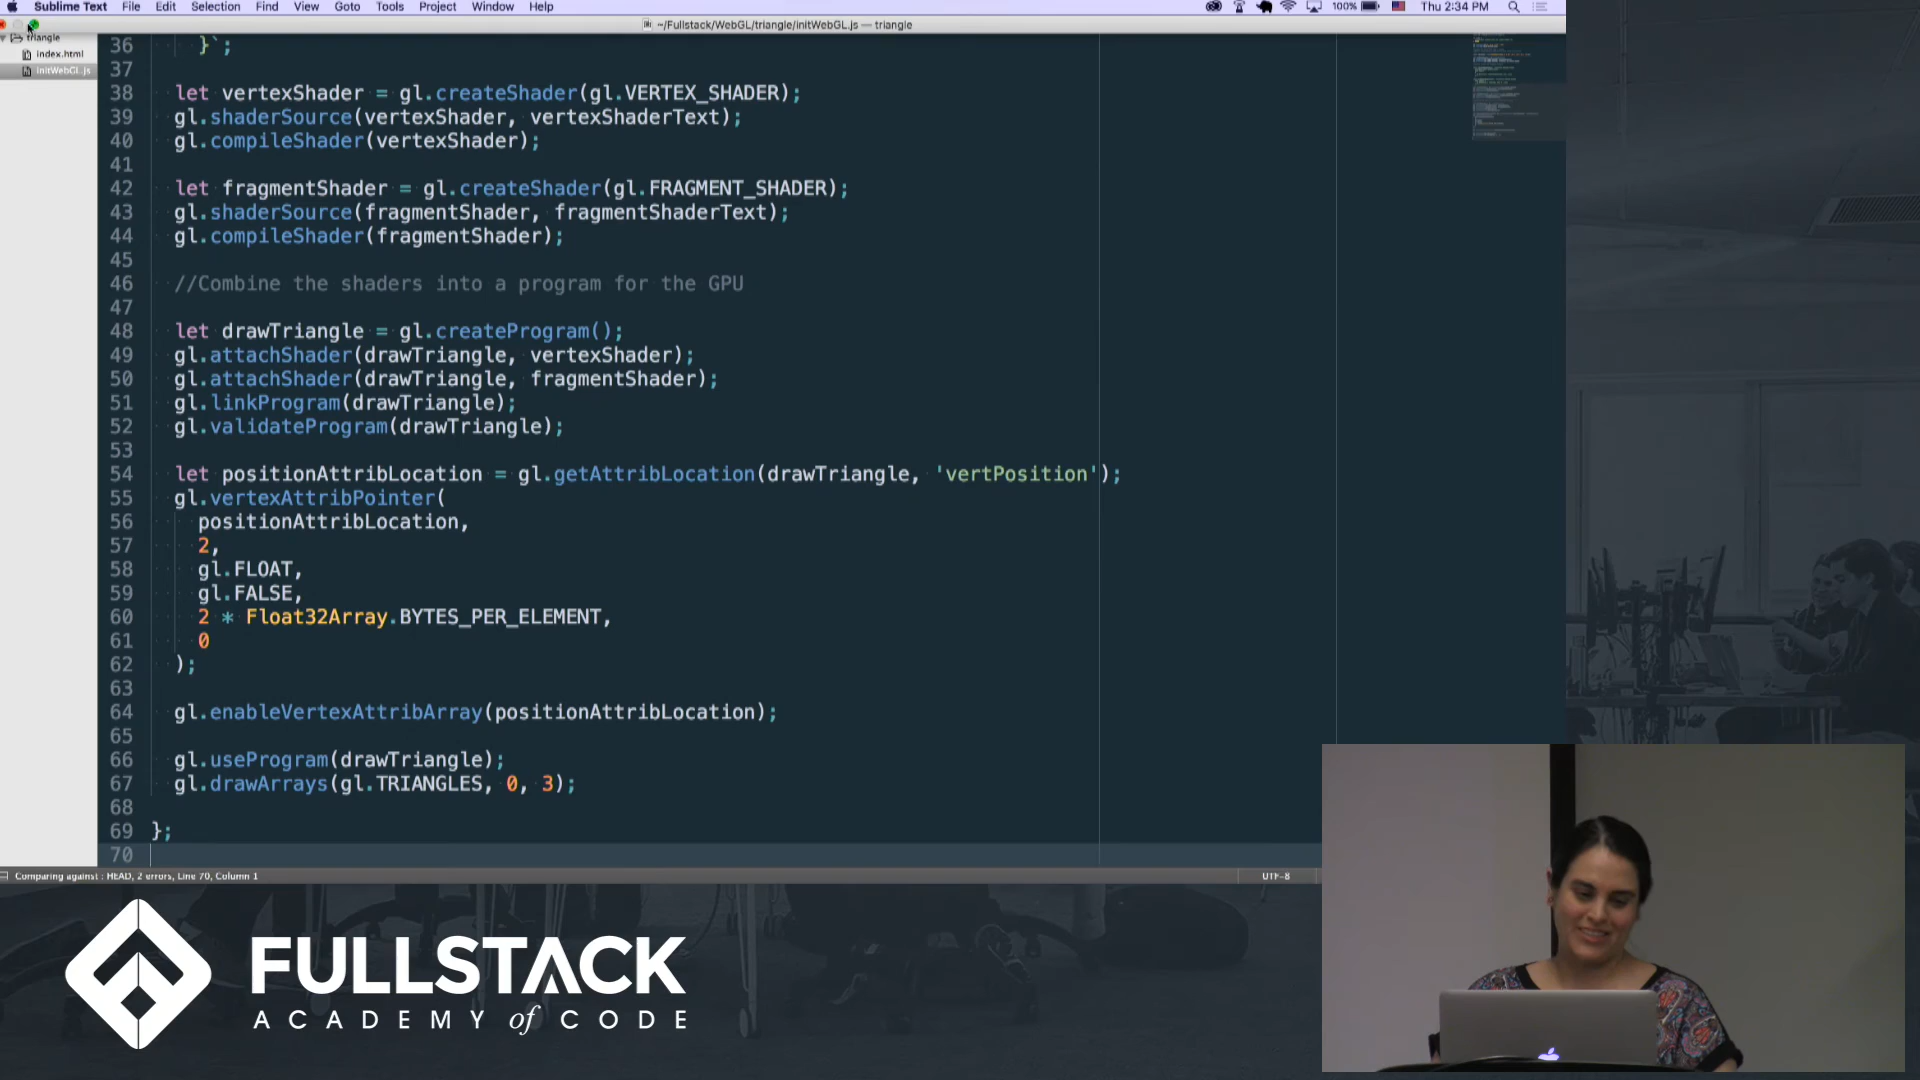 Sublime Text File Edit Selection Find View Goto Tools Project Window Help 100% Thu 2:34 PM
~/Fullstack/WebGL/triangle/initWebGL.js — triangle
triangle
index.html
initWebGL.js
36 }`;
37
38 let vertexShader = gl.createShader(gl.VERTEX_SHADER);
39 gl.shaderSource(vertexShader, vertexShaderText);
40 gl.compileShader(vertexShader);
41
42 let fragmentShader = gl.createShader(gl.FRAGMENT_SHADER);
43 gl.shaderSource(fragmentShader, fragmentShaderText);
44 gl.compileShader(fragmentShader);
45
46 //Combine the shaders into a program for the GPU
47
48 let drawTriangle = gl.createProgram();
49 gl.attachShader(drawTriangle, vertexShader);
50 gl.attachShader(drawTriangle, fragmentShader);
51 gl.linkProgram(drawTriangle);
52 gl.validateProgram(drawTriangle);
53
54 let positionAttribLocation = gl.getAttribLocation(drawTriangle, 'vertPosition');
55 gl.vertexAttribPointer(
56 positionAttribLocation,
57 2,
58 gl.FLOAT,
59 gl.FALSE,
60 2 * Float32Array.BYTES_PER_ELEMENT,
61 0
62 );
63
64 gl.enableVertexAttribArray(positionAttribLocation);
65
66 gl.useProgram(drawTriangle);
67 gl.drawArrays(gl.TRIANGLES, 0, 3);
68
69 };
70
Comparing against : HEAD, 2 errors, Line 70, Column 1 UTF-8
FULLSTACK
ACADEMY of CODE